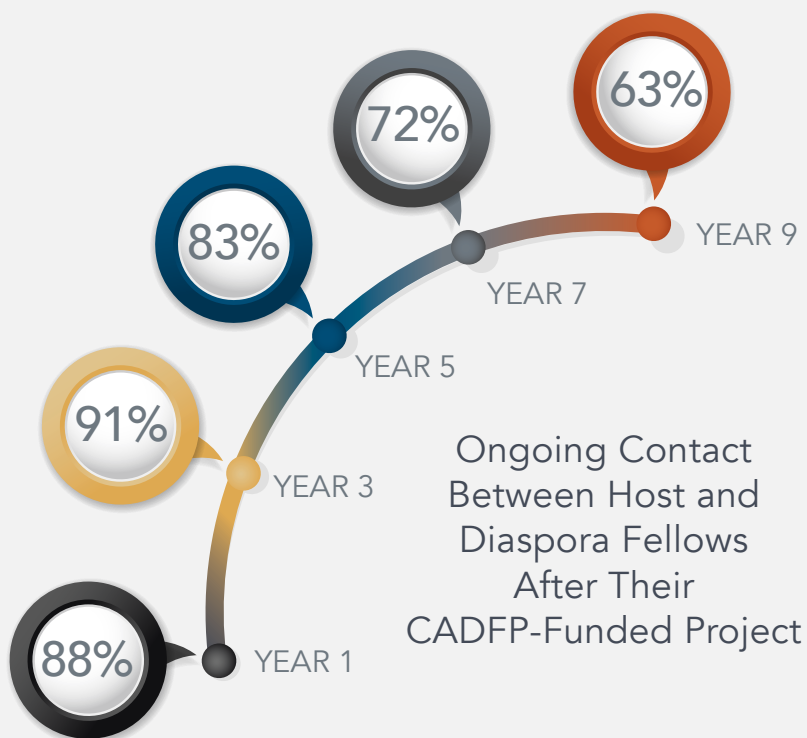 63%
YEAR 9
72%
YEAR 7
83%
YEAR 5
91%
YEAR 3
88%
YEAR 1
Ongoing Contact
Between Host and
Diaspora Fellows
After Their
CADFP-Funded Project